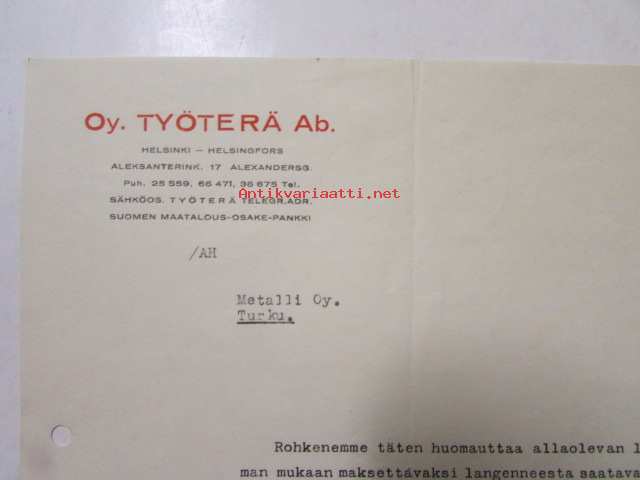 Oy. TYÖTERÄ Ab.
HELSINKI – HELSINGFORS
ALEKSANTERINK. 17 ALEXANDERSG.
Puh. 25 559, 66 471, 36 675 Tel.
Antikvariaatti.net
SÄHKÖOS. TYÖTERÄ TELEGR.ADR.
SUOMEN MAATALOUS-OSAKE-PANKKI
/AH
Metalli Oy.
Turku.
Rohkenemme täten huomauttaa allaolevan l
man mukaan maksettavaksi langenneesta saatava